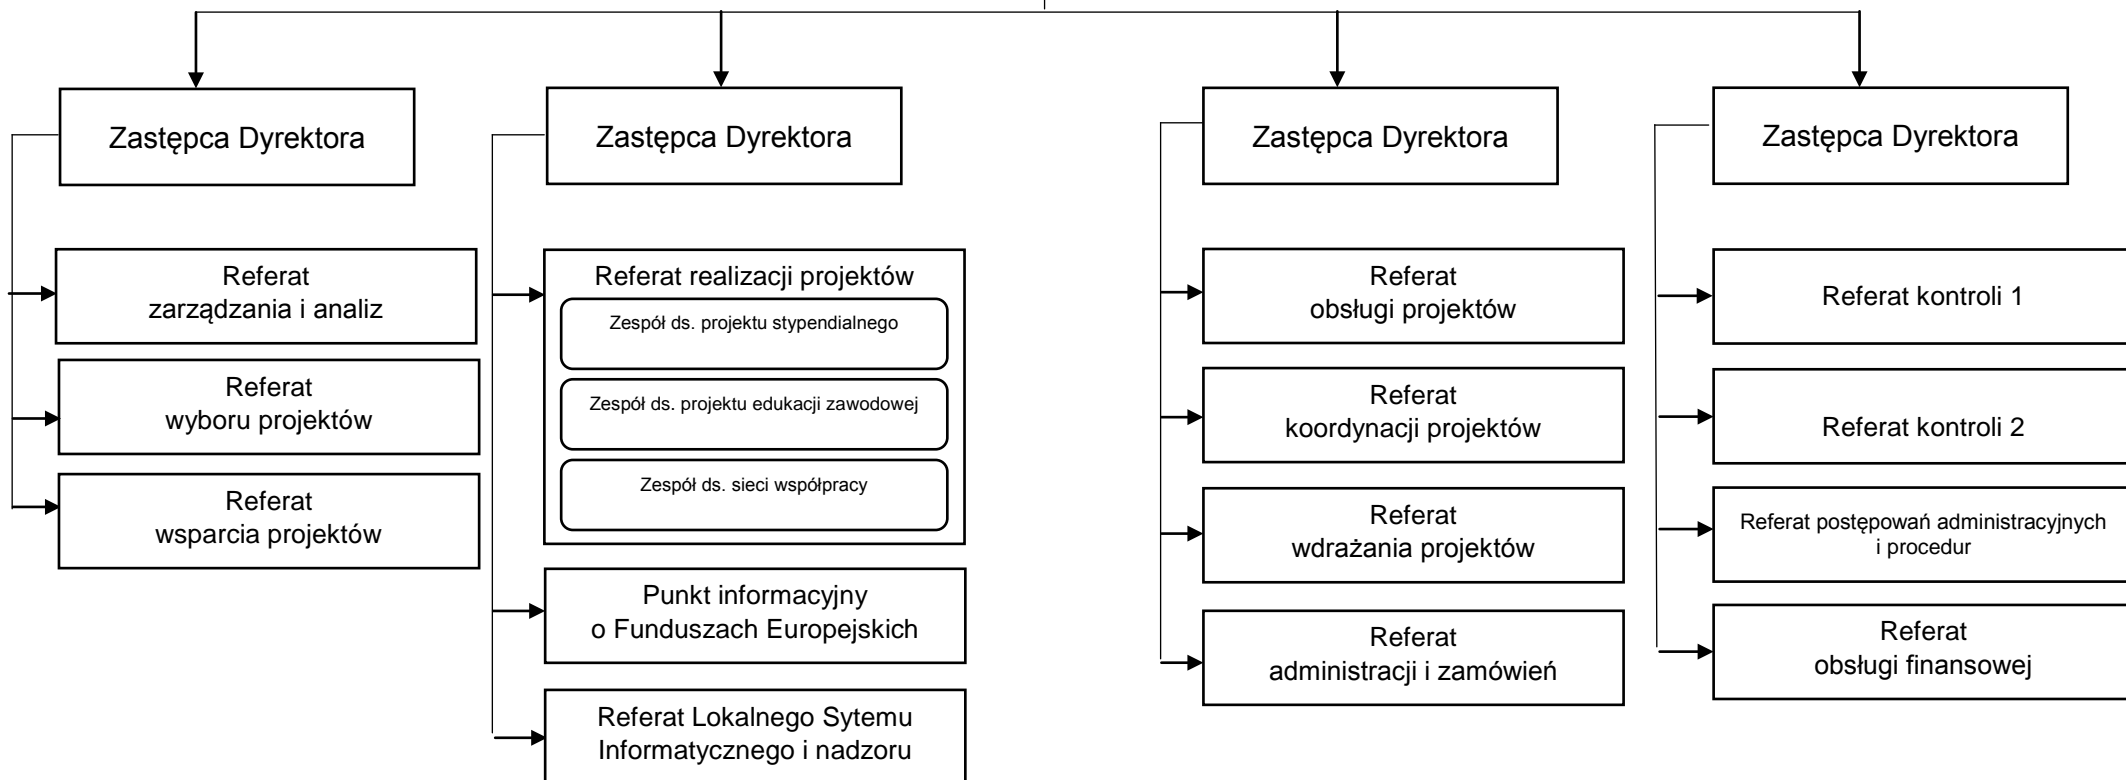 Zastępca Dyrektora
Referat
zarządzania i analiz
Referat
wyboru projektów
Referat
wsparcia projektów
Zastępca Dyrektora
Referat realizacji projektów
Zespół ds. projektu stypendialnego
Zespół ds. projektu edukacji zawodowej
Zespół ds. sieci współpracy
Punkt informacyjny
o Funduszach Europejskich
Referat Lokalnego Sytemu
Informatycznego i nadzoru
Zastępca Dyrektora
Referat
obsługi projektów
Referat
koordynacji projektów
Referat
wdrażania projektów
Referat
administracji i zamówień
Zastępca Dyrektora
Referat kontroli 1
Referat kontroli 2
Referat postępowań administracyjnych
i procedur
Referat
obsługi finansowej